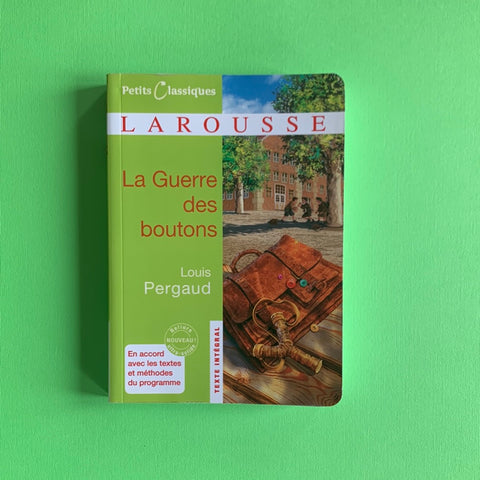 Petits Classiques
LAROUSSE
La Guerre
des
boutons
Louis
Pergaud
NOUVEAU !
En accord
avec les textes
et méthodes
du programme
TEXTE INTÉGRAL